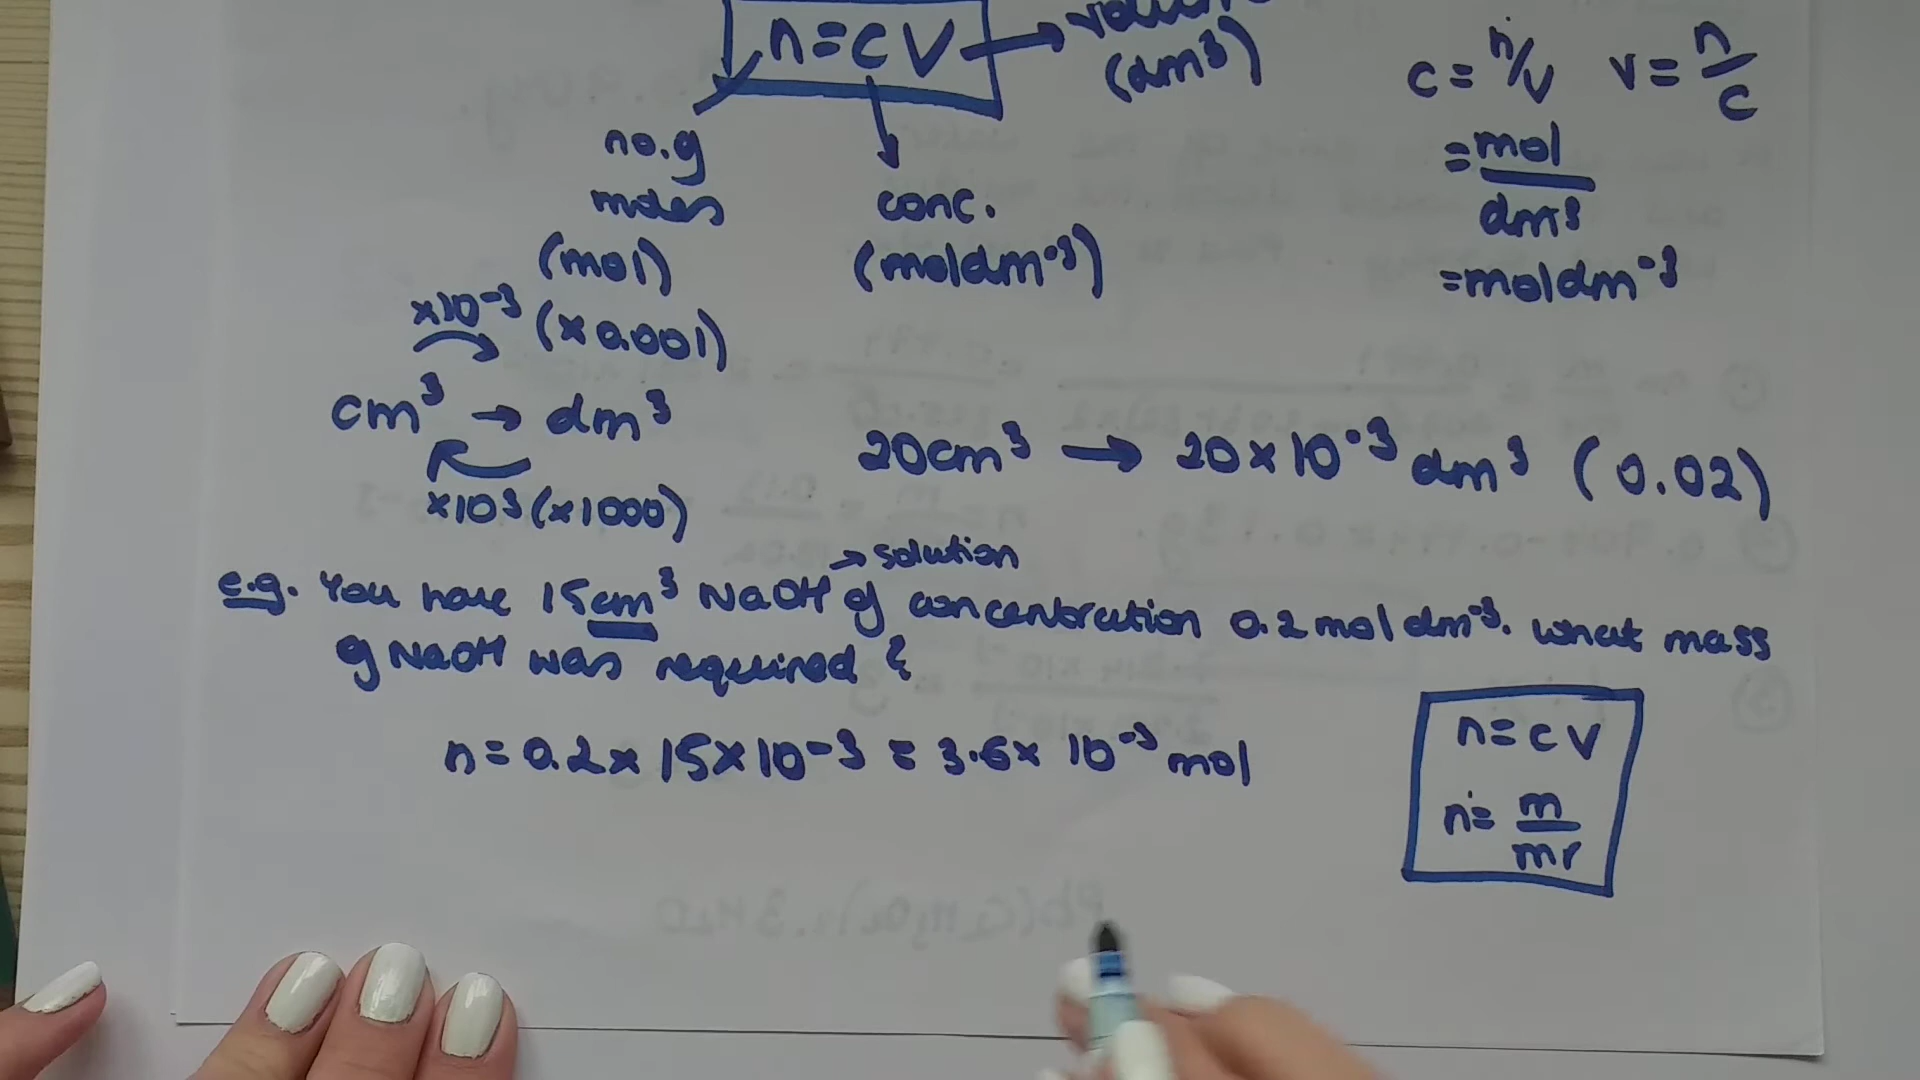 n=cV
(dm³)
c = n/v v = n/c
no. of
moles
(mol)
conc.
(moldm⁻³)
= mol/dm³
=moldm⁻³
×10⁻³ (×0.001)
cm³ → dm³
×10³ (×1000)
20cm³ → 20×10⁻³ dm³ (0.02)
→ solution
e.g. You have 15cm³ NaOH of concentration 0.2 mol dm⁻³. what mass
of NaOH was required?
n= 0.2 × 15×10⁻³ = 3.6× 10⁻³ mol
n= c V
n= m/mr